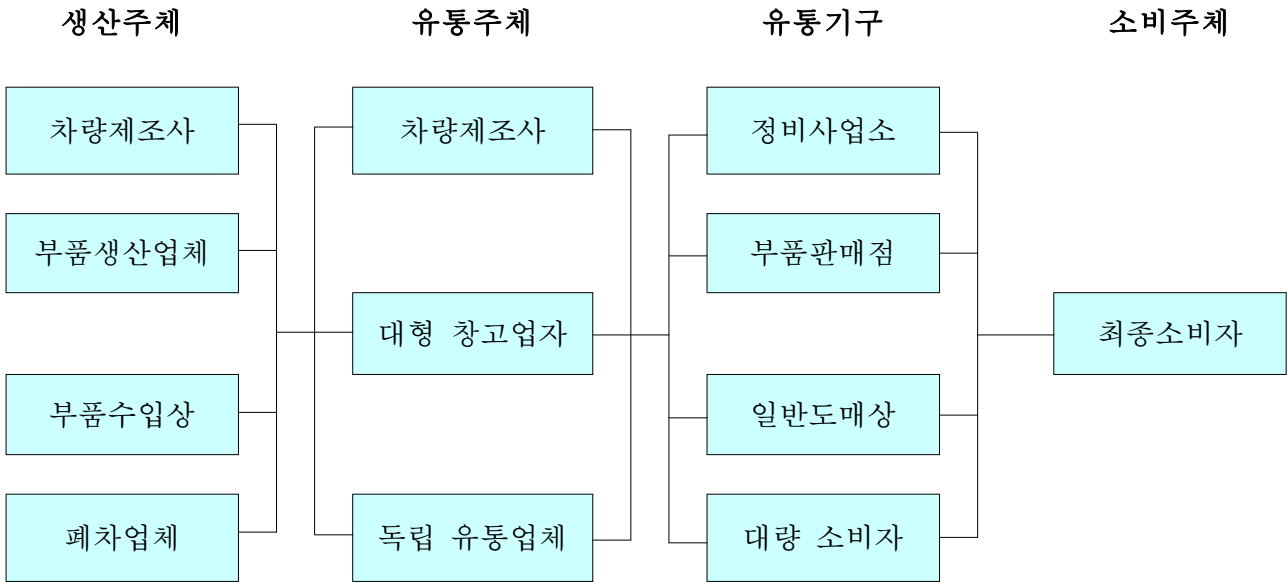 생산주체 유통주체 유통기구 소비주체
차량제조사 차량제조사 정비사업소
부품생산업체 부품판매점
대형 창고업자 최종소비자
부품수입상 일반도매상
폐차업체 독립 유통업체 대량 소비자